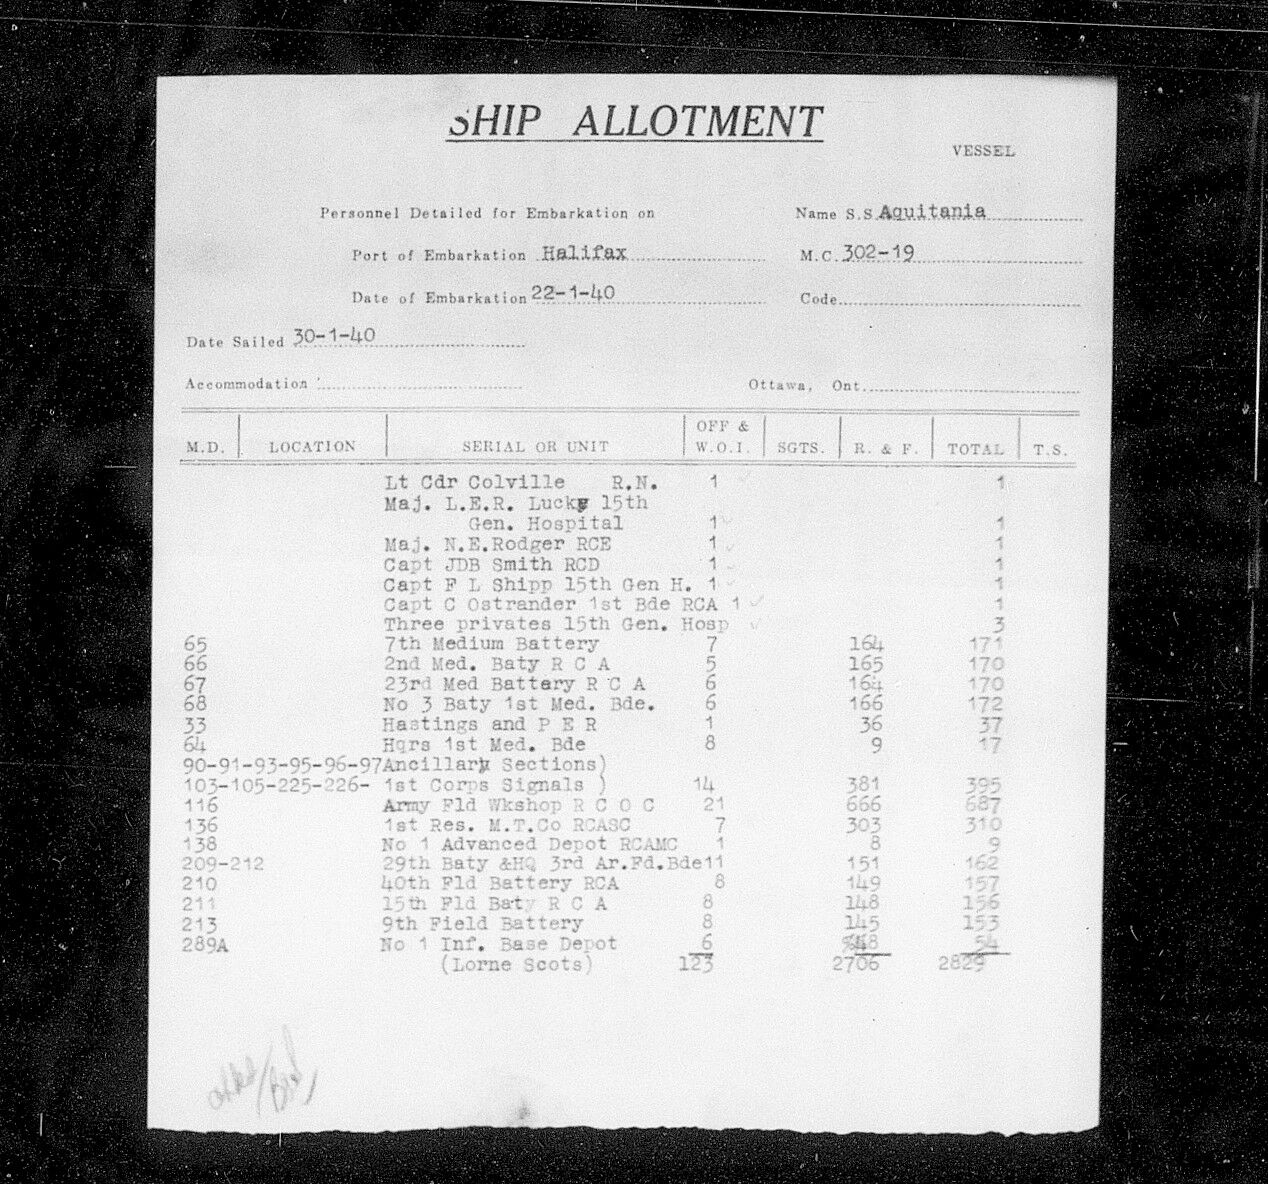 SHIP ALLOTMENT
VESSEL
Personnel Detailed for Embarkation on Name S.S. Aquitania
Port of Embarkation Halifax M.C. 302-19
Date of Embarkation 22-1-40 Code
Date Sailed 30-1-40
Accommodation Ottawa, Ont.
M.D. LOCATION SERIAL OR UNIT OFF & W.O.I. SGTS. R. & F. TOTAL T.S.
Lt Cdr Colville R.N. 1 1
Maj. L.E.R. Lucke 15th
Gen. Hospital 1 1
Maj. N.E.Rodger RCE 1 1
Capt JDB Smith RCD 1 1
Capt F L Shipp 15th Gen H. 1 1
Capt C Ostrander 1st Bde RCA 1 1
Three privates 15th Gen. Hosp 3
65 7th Medium Battery 7 164 171
66 2nd Med. Baty R C A 5 165 170
67 23rd Med Battery R C A 6 164 170
68 No 3 Baty 1st Med. Bde. 6 166 172
33 Hastings and P E R 1 36 37
64 Hqrs 1st Med. Bde 8 9 17
90-91-93-95-96-97 Ancillary Sections)
103-105-225-226- 1st Corps Signals ) 14 381 395
116 Army Fld Wkshop R C O C 21 666 687
136 1st Res. M.T.Co RCASC 7 303 310
138 No 1 Advanced Depot RCAMC 1 8 9
209-212 29th Baty &HQ 3rd Ar.Fd.Bde 11 151 162
210 40th Fld Battery RCA 8 149 157
211 15th Fld Baty R C A 8 148 156
213 9th Field Battery 8 145 153
289A No 1 Inf. Base Depot 6 48 54
(Lorne Scots) 123 2706 2829